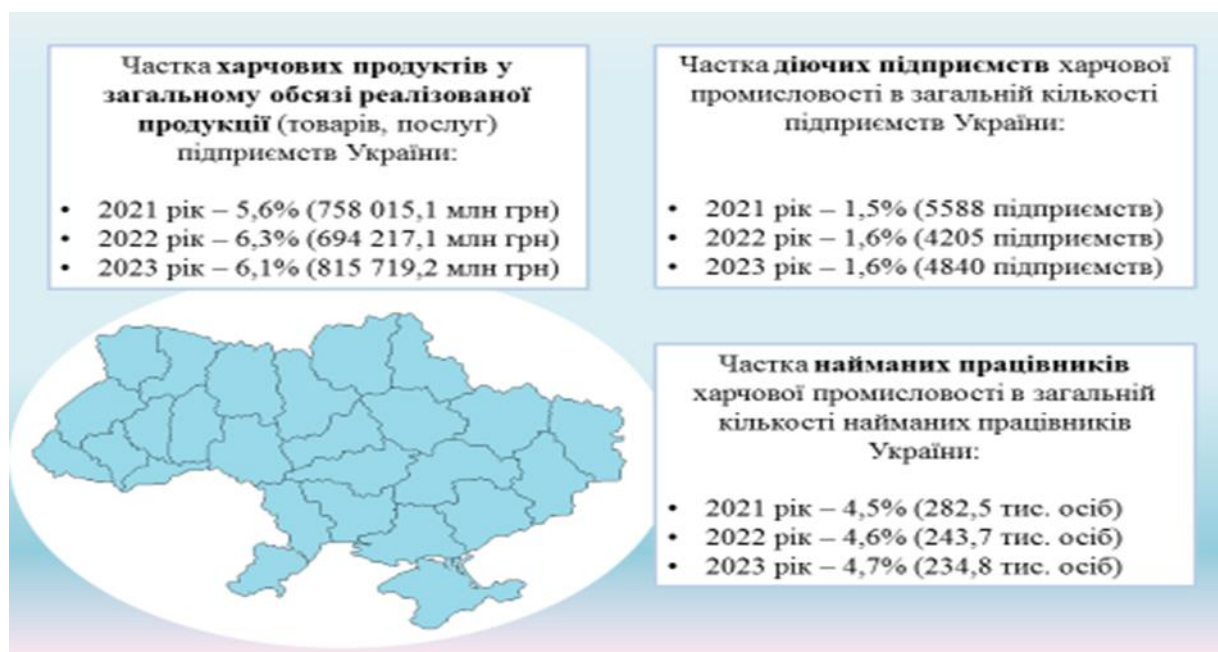 Частка харчових продуктів у
загальному обсязі реалізованої
продукції (товарів, послуг)
підприємств України:
• 2021 рік – 5,6% (758 015,1 млн грн)
• 2022 рік – 6,3% (694 217,1 млн грн)
• 2023 рік – 6,1% (815 719,2 млн грн)
Частка діючих підприємств харчової
промисловості в загальній кількості
підприємств України:
• 2021 рік – 1,5% (5588 підприємств)
• 2022 рік – 1,6% (4205 підприємств)
• 2023 рік – 1,6% (4840 підприємств)
Частка найманих працівників
харчової промисловості в загальній
кількості найманих працівників
України:
• 2021 рік – 4,5% (282,5 тис. осіб)
• 2022 рік – 4,6% (243,7 тис. осіб)
• 2023 рік – 4,7% (234,8 тис. осіб)